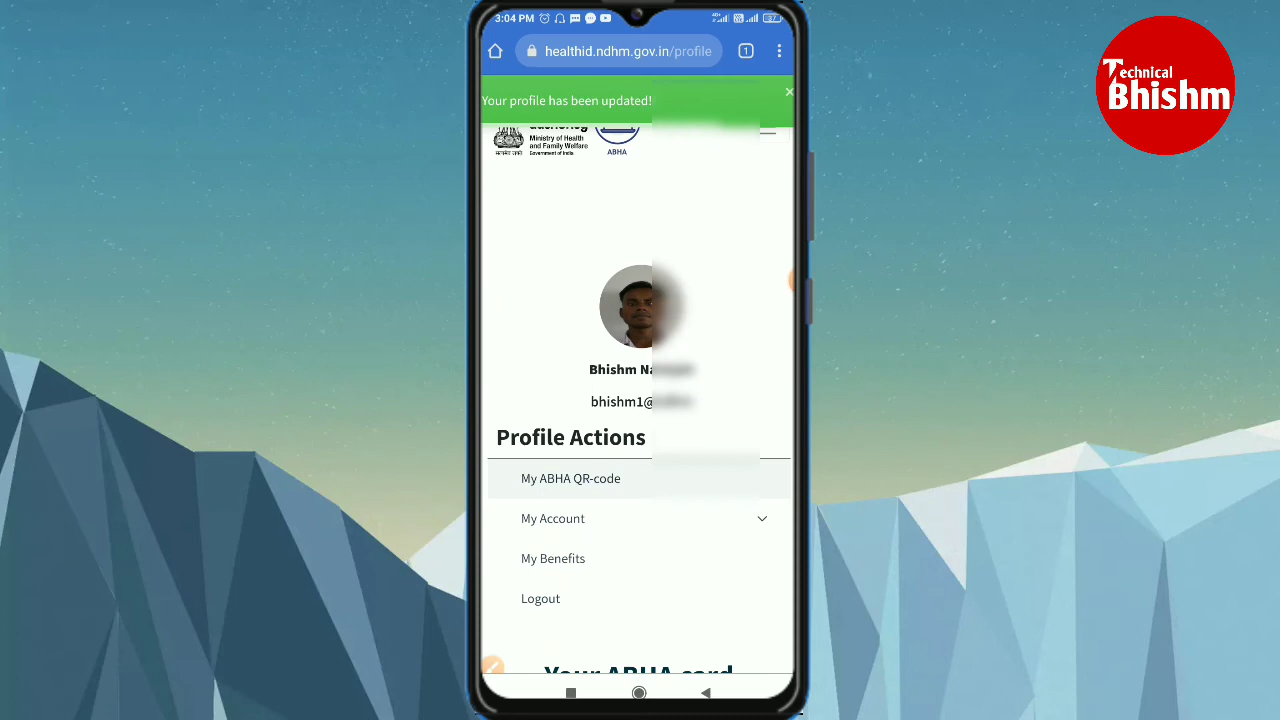 3:04 PM
healthid.ndhm.gov.in/profile
1
Your profile has been updated!
Ministry of Health
and Family Welfare
Government of India
ABHA
Bhishm
bhishm1@
Profile Actions
My ABHA QR-code
My Account
My Benefits
Logout
Your ABHA card
Technical
Bhishm